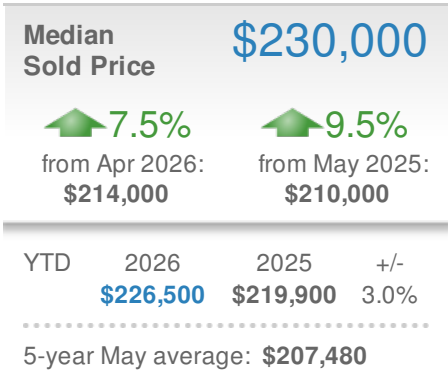 Median $230,000
Sold Price
7.5% 9.5%
from Apr 2026: from May 2025:
$214,000 $210,000
YTD 2026 2025 +/-
$226,500 $219,900 3.0%
5-year May average: $207,480